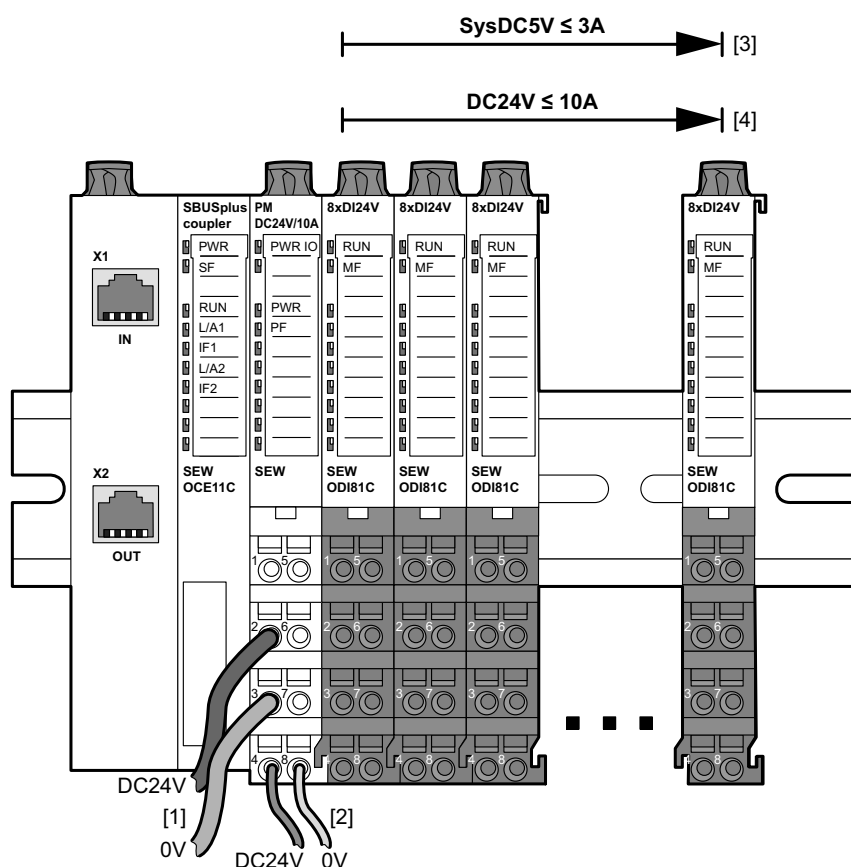 SysDC5V ≤ 3A
[3]
DC24V ≤ 10A
[4]
SBUSplus
coupler
PWR
SF
RUN
L/A1
IF1
L/A2
IF2
SEW
OCE11C
X1
IN
X2
OUT
PM
DC24V/10A
PWR IO
PWR
PF
SEW
1 5
2 6
3 7
4 8
8xDI24V
RUN
MF
SEW
ODI81C
1 5
2 6
3 7
4 8
8xDI24V
RUN
MF
SEW
ODI81C
1 5
2 6
3 7
4 8
8xDI24V
RUN
MF
SEW
ODI81C
1 5
2 6
3 7
4 8
8xDI24V
RUN
MF
SEW
ODI81C
1 5
2 6
3 7
4 8
DC24V
[1]
0V
[2]
DC24V
0V